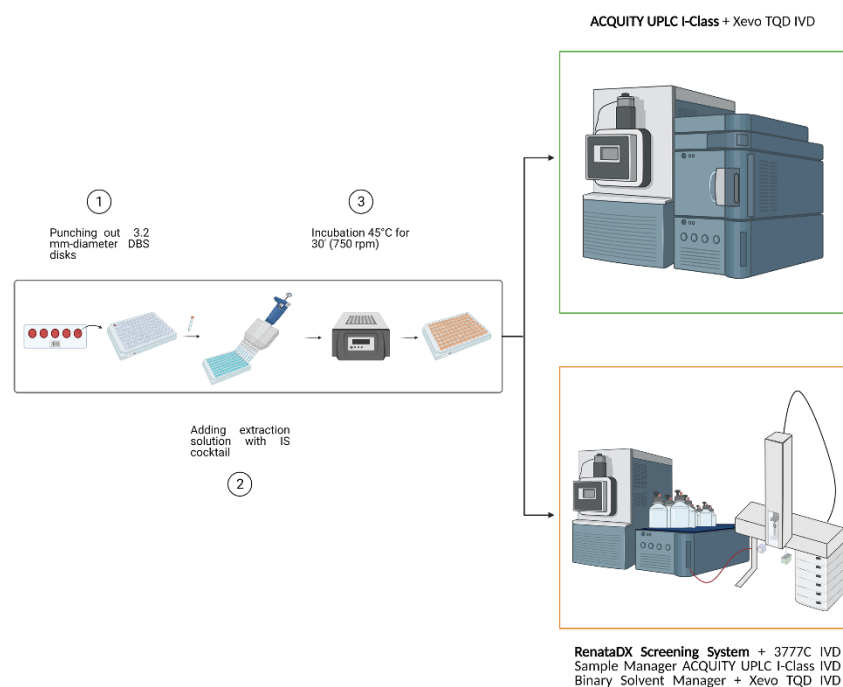 ACQUITY UPLC I-Class + Xevo TQD IVD
1
Punching out 3.2
mm-diameter DBS
disks
3
Incubation 45°C for
30' (750 rpm)
Adding extraction
solution with IS
cocktail
2
RenataDX Screening System + 3777C IVD
Sample Manager ACQUITY UPLC I-Class IVD
Binary Solvent Manager + Xevo TQD IVD